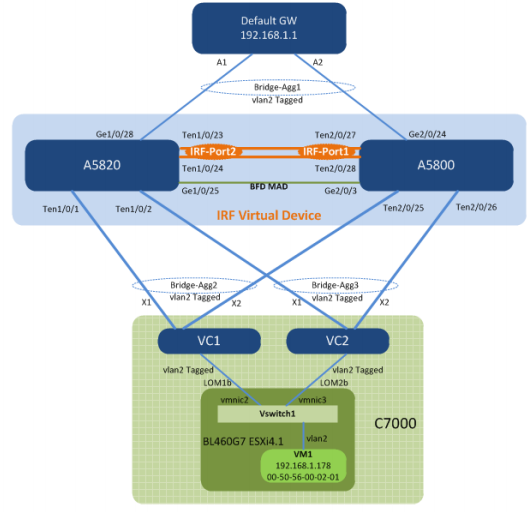 Default GW
192.168.1.1
A1
A2
Bridge-Agg1
vlan2 Tagged
Ge1/0/28
Ten1/0/23
Ten2/0/27
Ge2/0/24
A5820
IRF-Port2
IRF-Port1
A5800
Ten1/0/24
Ten2/0/28
Ge1/0/25
BFD MAD
Ge2/0/3
Ten1/0/1
Ten1/0/2
IRF Virtual Device
Ten2/0/25
Ten2/0/26
Bridge-Agg2
vlan2 Tagged
Bridge-Agg3
vlan2 Tagged
X1
X2
X1
X2
VC1
VC2
vlan2 Tagged
vlan2 Tagged
LOM1b
LOM2b
vmnic2
vmnic3
Vswitch1
C7000
BL460G7 ESXi4.1
vlan2
VM1
192.168.1.178
00-50-56-00-02-01